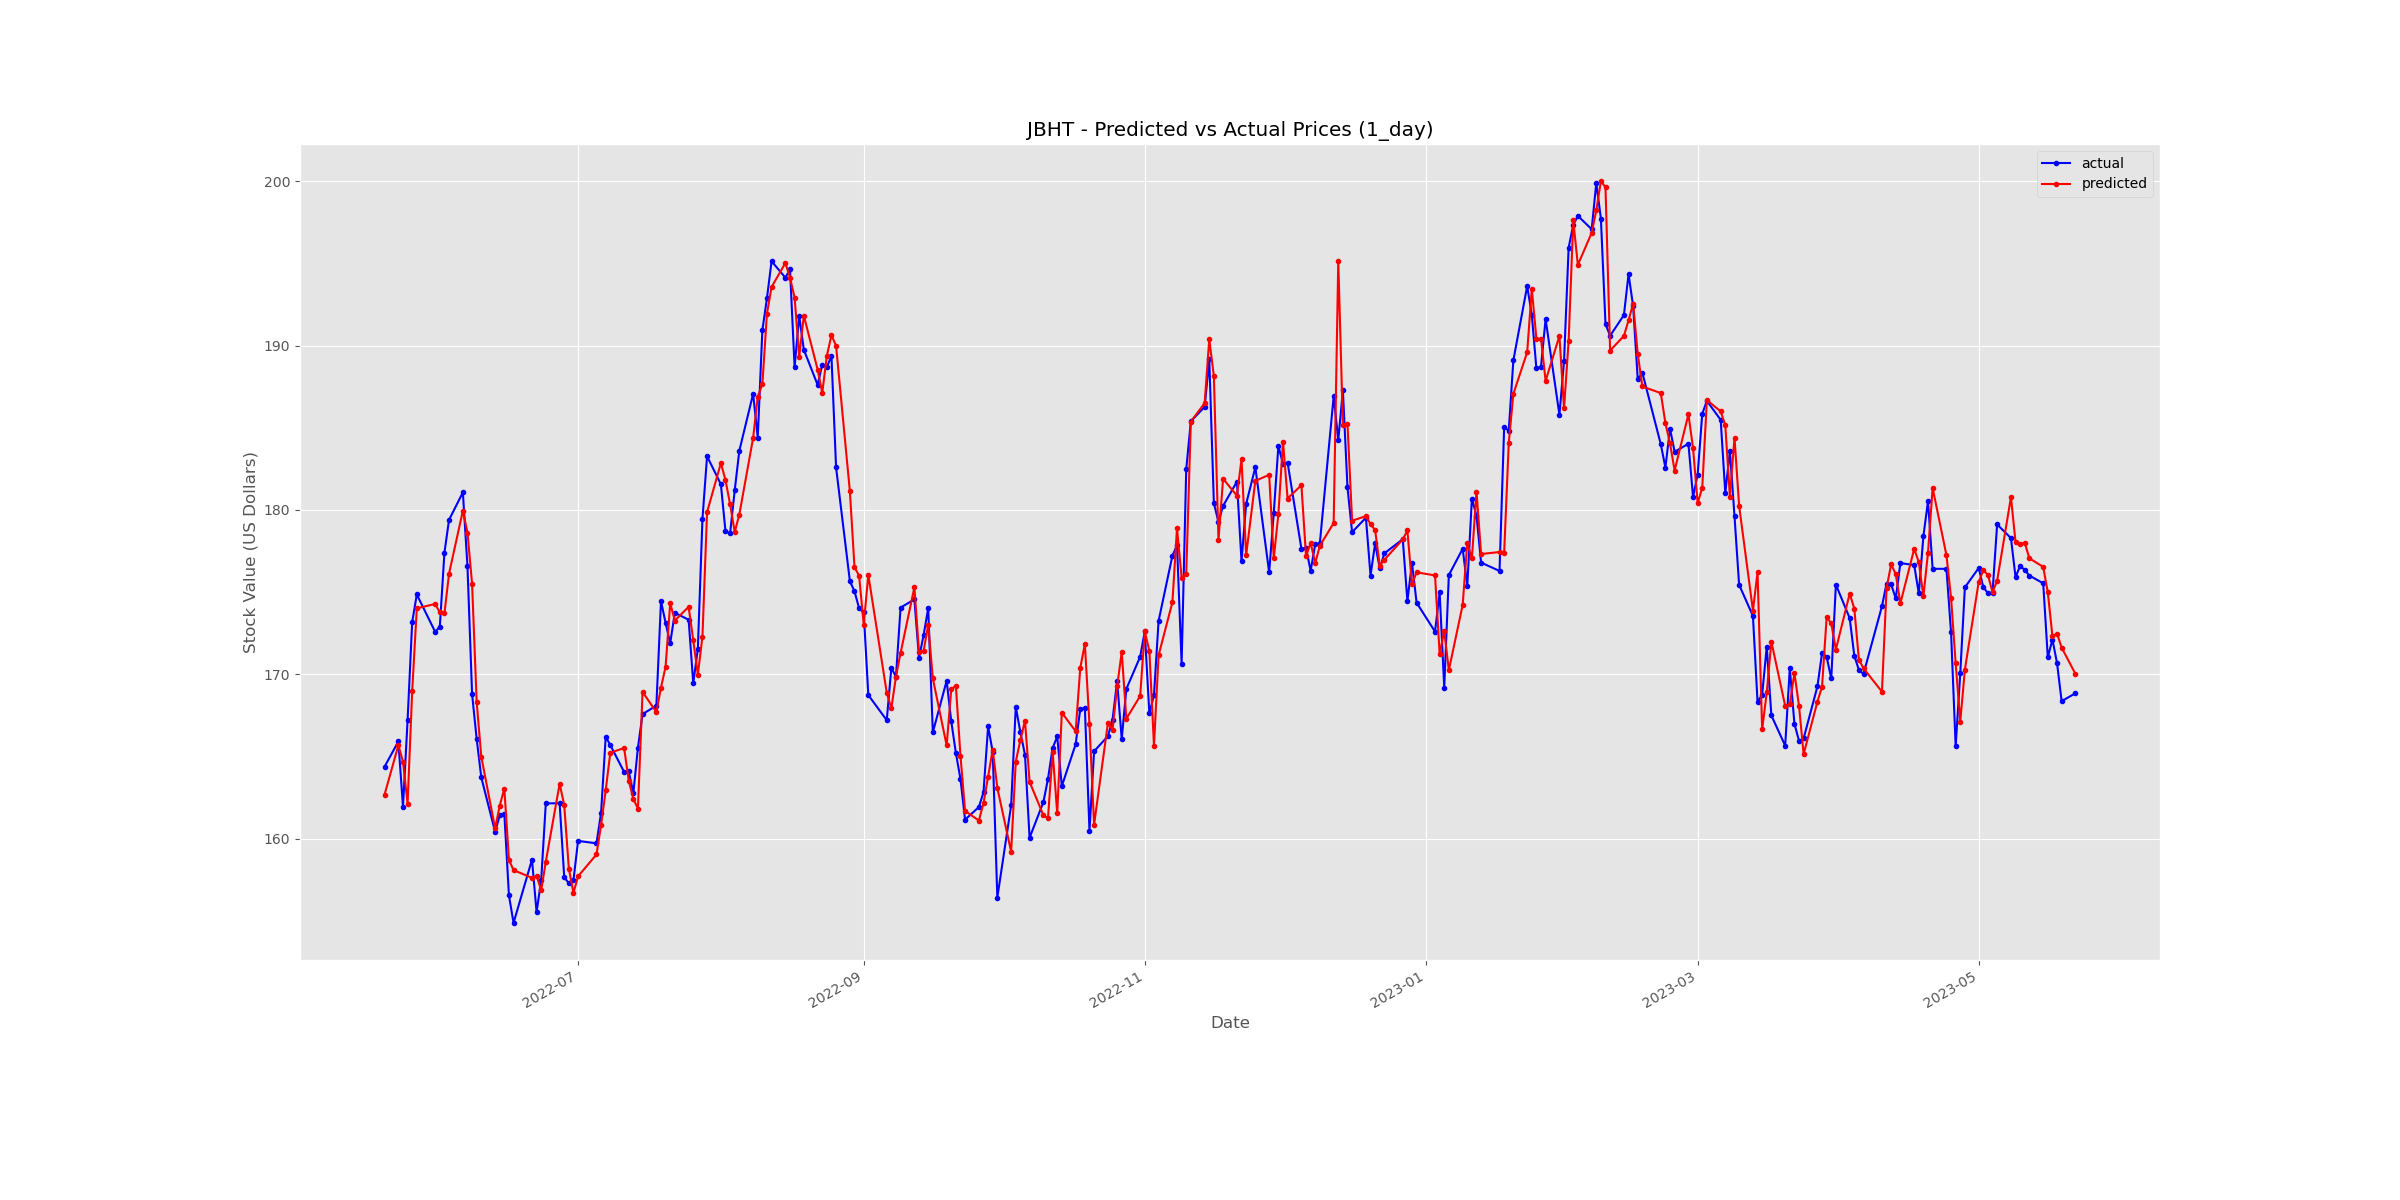 JBHT - Predicted vs Actual Prices (1_day)
actual
predicted
200
190
180
170
160
Stock Value (US Dollars)
2022-07
2022-09
2022-11
2023-01
2023-03
2023-05
Date